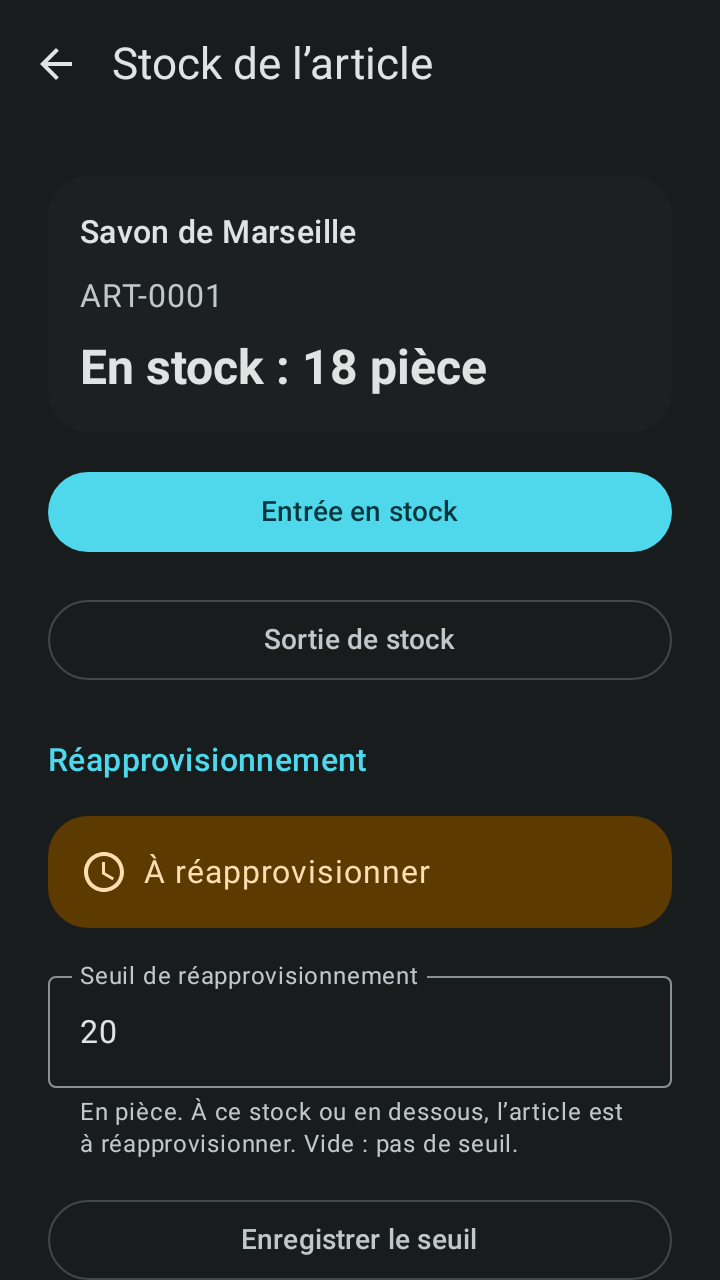 Stock de l’article
Savon de Marseille
ART-0001
En stock : 18 pièce
Entrée en stock
Sortie de stock
Réapprovisionnement
À réapprovisionner
Seuil de réapprovisionnement
20
En pièce. À ce stock ou en dessous, l’article est
à réapprovisionner. Vide : pas de seuil.
Enregistrer le seuil